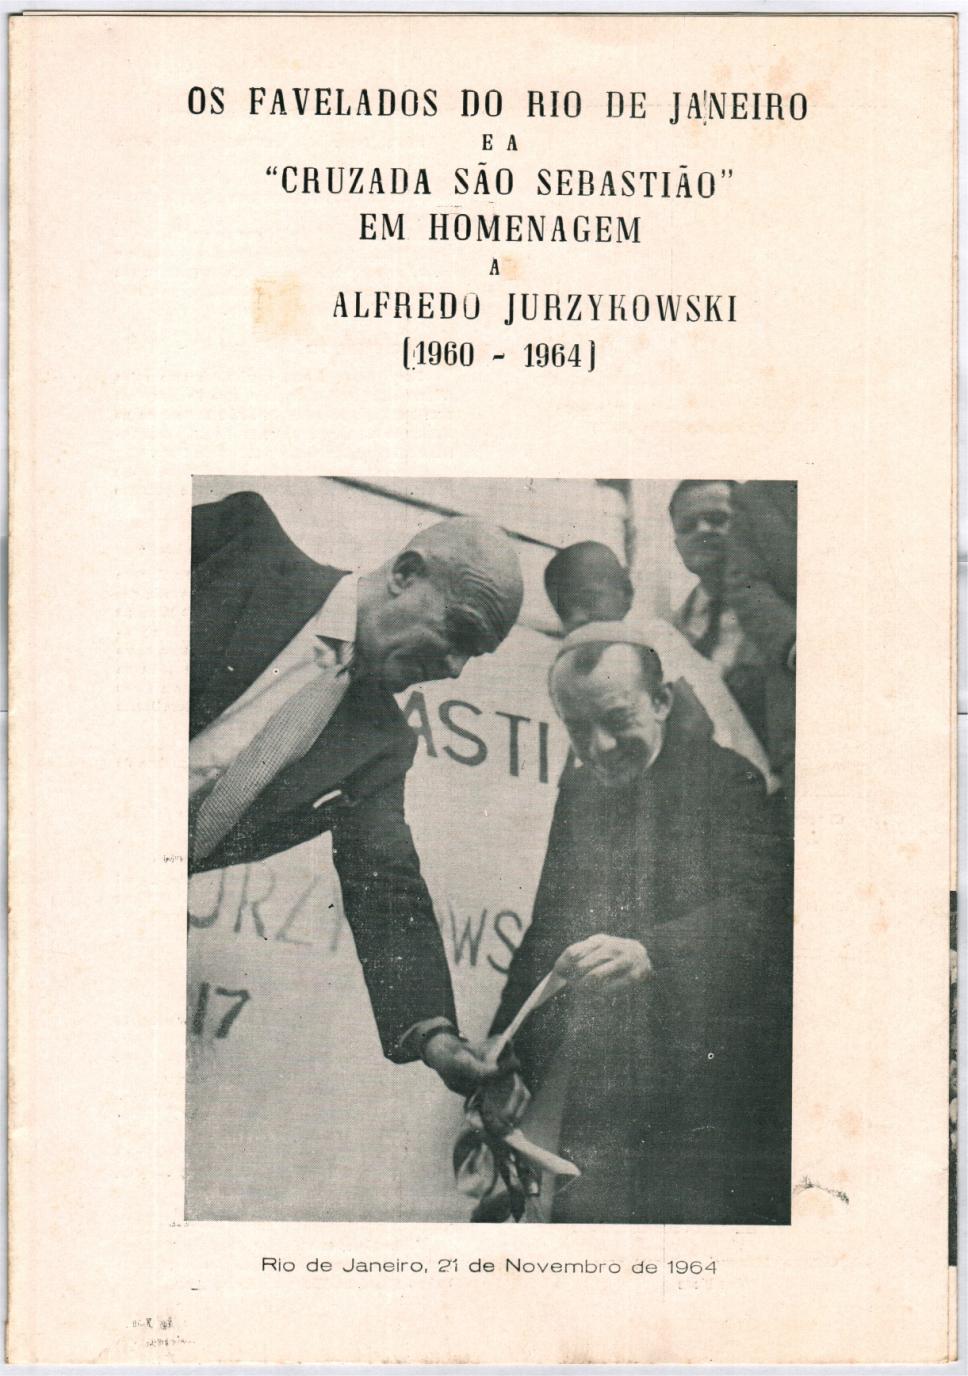 OS FAVELADOS DO RIO DE JANEIRO
E A
“CRUZADA SÃO SEBASTIÃO”
EM HOMENAGEM
A
ALFREDO JURZYKOWSKI
(1960 - 1964)
ASTI
URZY WS
17
Rio de Janeiro, 21 de Novembro de 1964